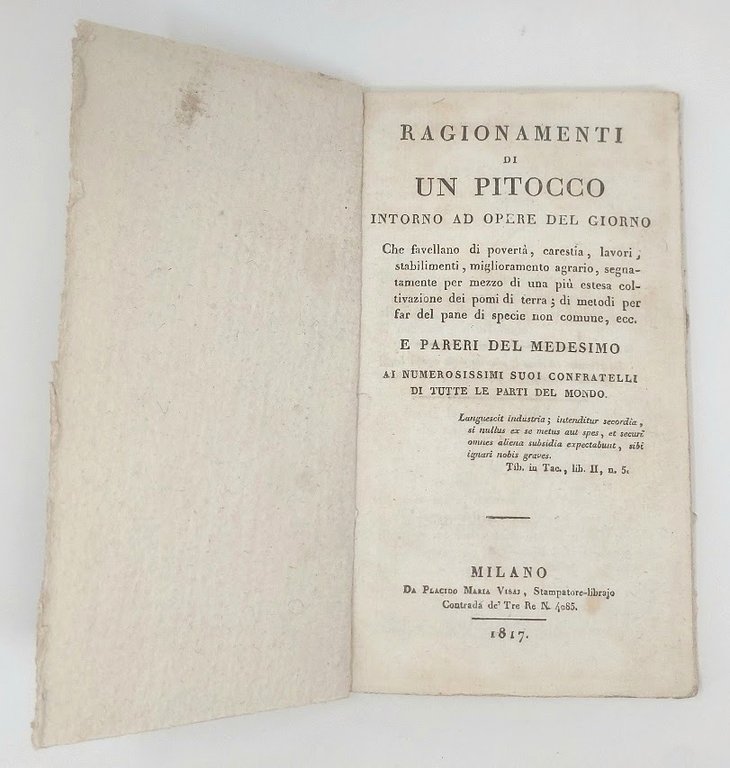 RAGIONAMENTI
DI
UN PITOCCO
INTORNO AD OPERE DEL GIORNO
Che favellano di povertà, carestia, lavori,
stabilimenti, miglioramento agrario, segna-
tamente per mezzo di una più estesa col-
tivazione dei pomi di terra; di metodi per
far del pane di specie non comune, ecc.
E PARERI DEL MEDESIMO
AI NUMEROSISSIMI SUOI CONFRATELLI
DI TUTTE LE PARTI DEL MONDO.
Languescit industria; intenditur secordia,
si nullus ex se metus aut spes, et securi
omnes aliena subsidia expectabunt, sibi
ignari nobis graves.
Tib. in Tac., lib. II, n. 5.
MILANO
DA PLACIDO MARIA VISAJ, Stampatore-librajo
Contrada de' Tre Re N. 4085.
1817.